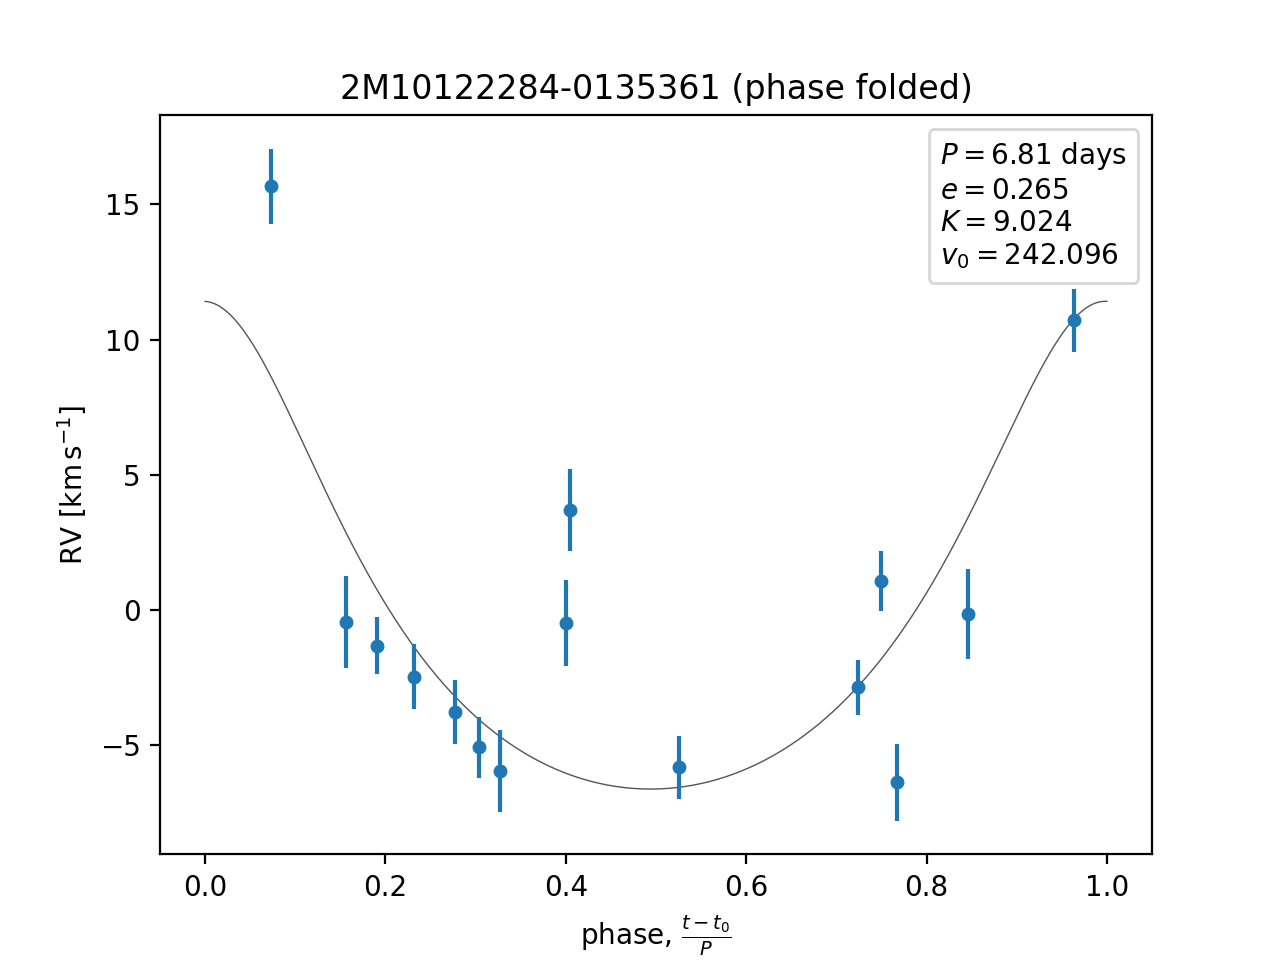 2M10122284-0135361 (phase folded)
P = 6.81 days
e = 0.265
K = 9.024
v₀ = 242.096
RV [km s⁻¹]
15
10
5
0
−5
0.0 0.2 0.4 0.6 0.8 1.0
phase, (t − t₀)/P